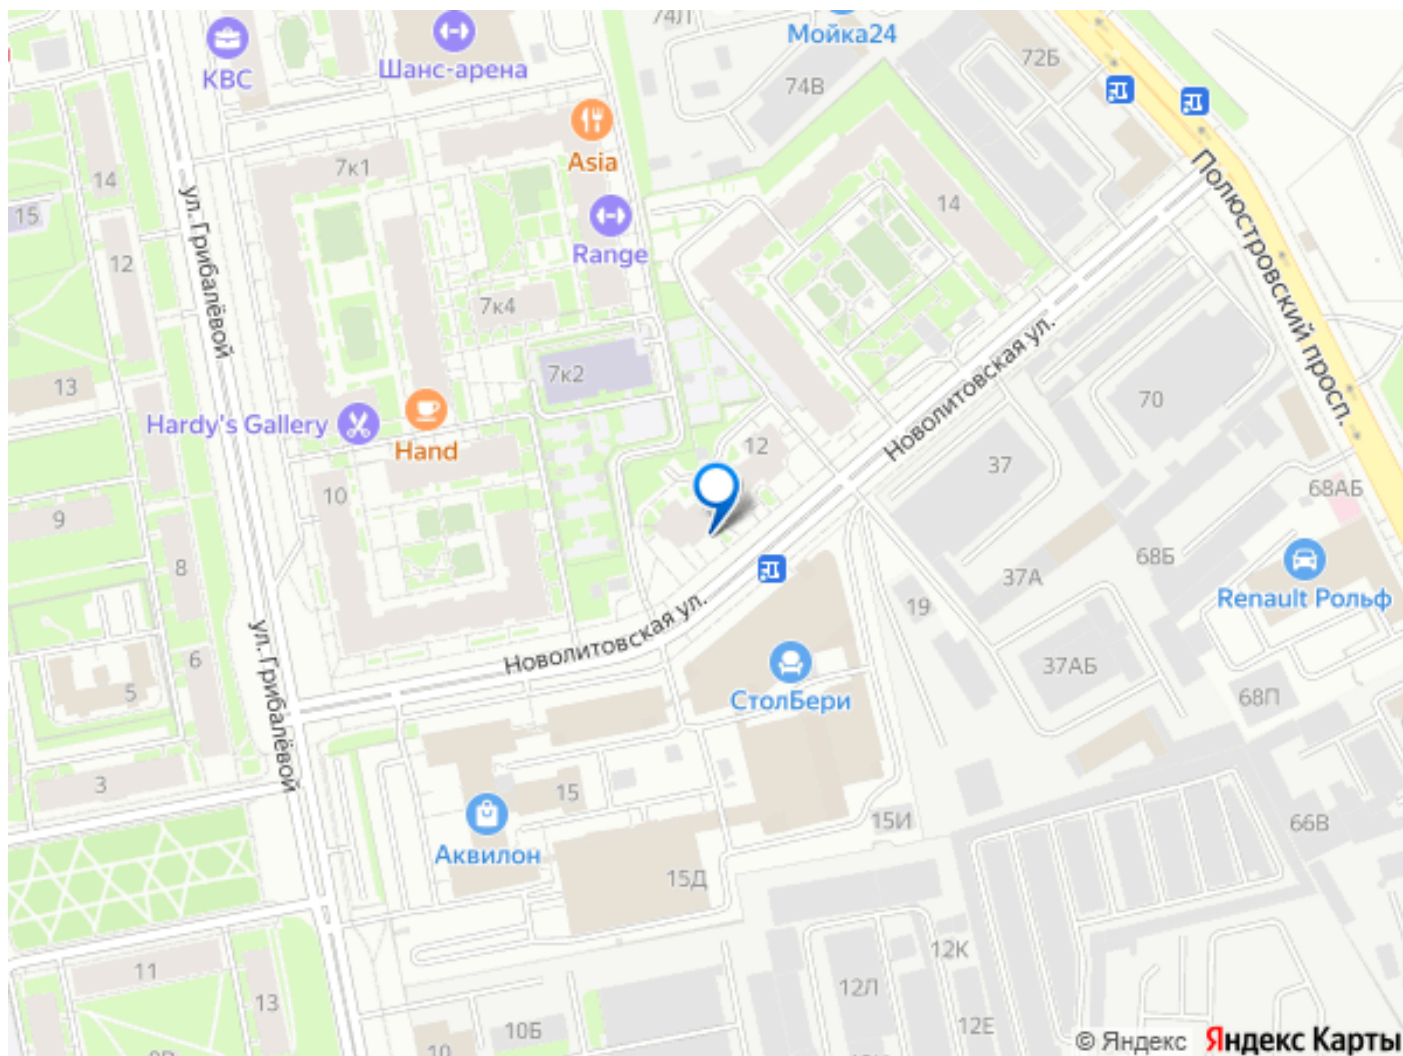 74Л
Мойка24
КВС
Шанс-арена
72Б
74В
Asia
7к1
14
15
ул. Грибалёвой
12
Полюстровский просп.
14
Range
7к4
7к2
13
Новолитовская ул.
70
Hardy's Gallery
Hand
12
37
10
9
68АБ
8
68Б
37А
Renault Рольф
19
Новолитовская ул.
ул. Грибалёвой
6
5
37АБ
68П
СтолБери
3
15
15И
66В
Аквилон
15Д
11
12К
13
12Л
10Б
12Е
10
© Яндекс Яндекс Карты